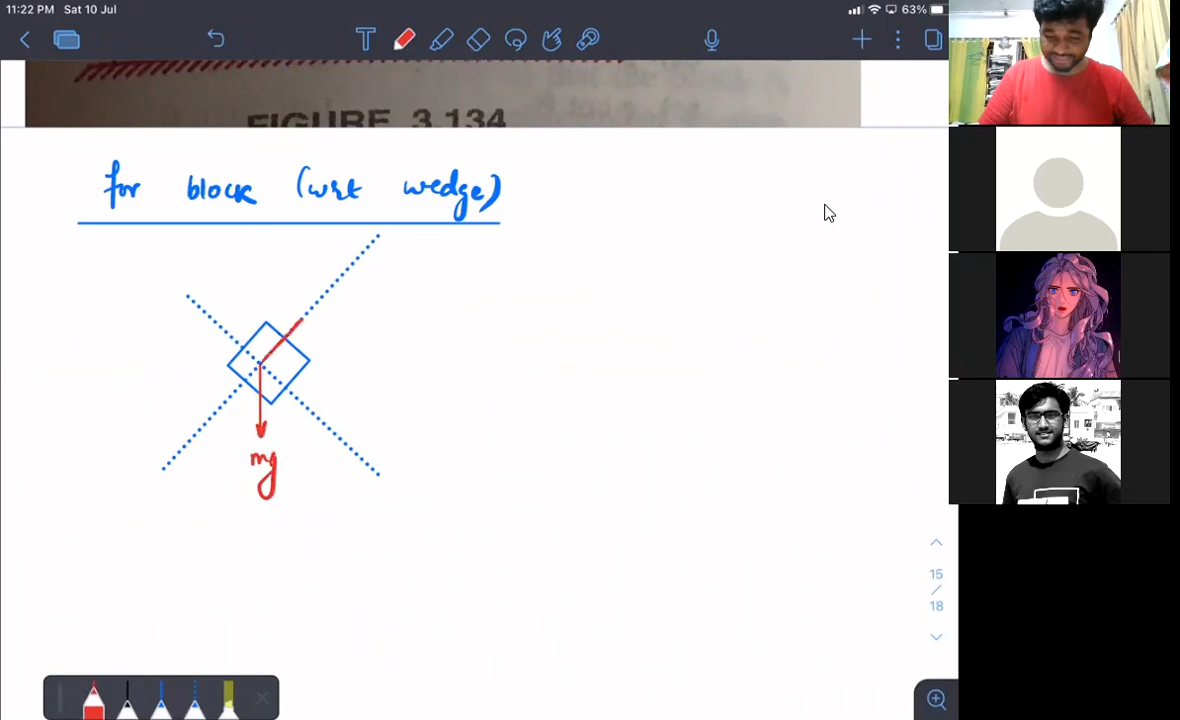 11:22 PM Sat 10 Jul
63%
FIGURE 3.134
for block (wrt wedge)
mg
15
/
18